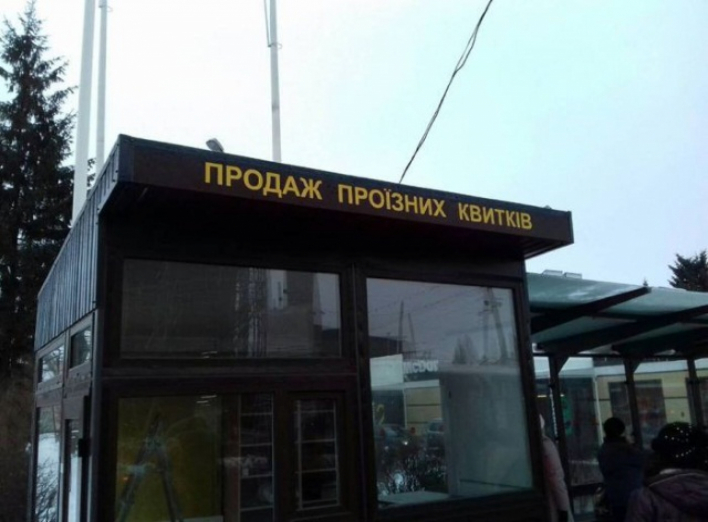 ПРОДАЖ ПРОЇЗНИХ КВИТКІВ